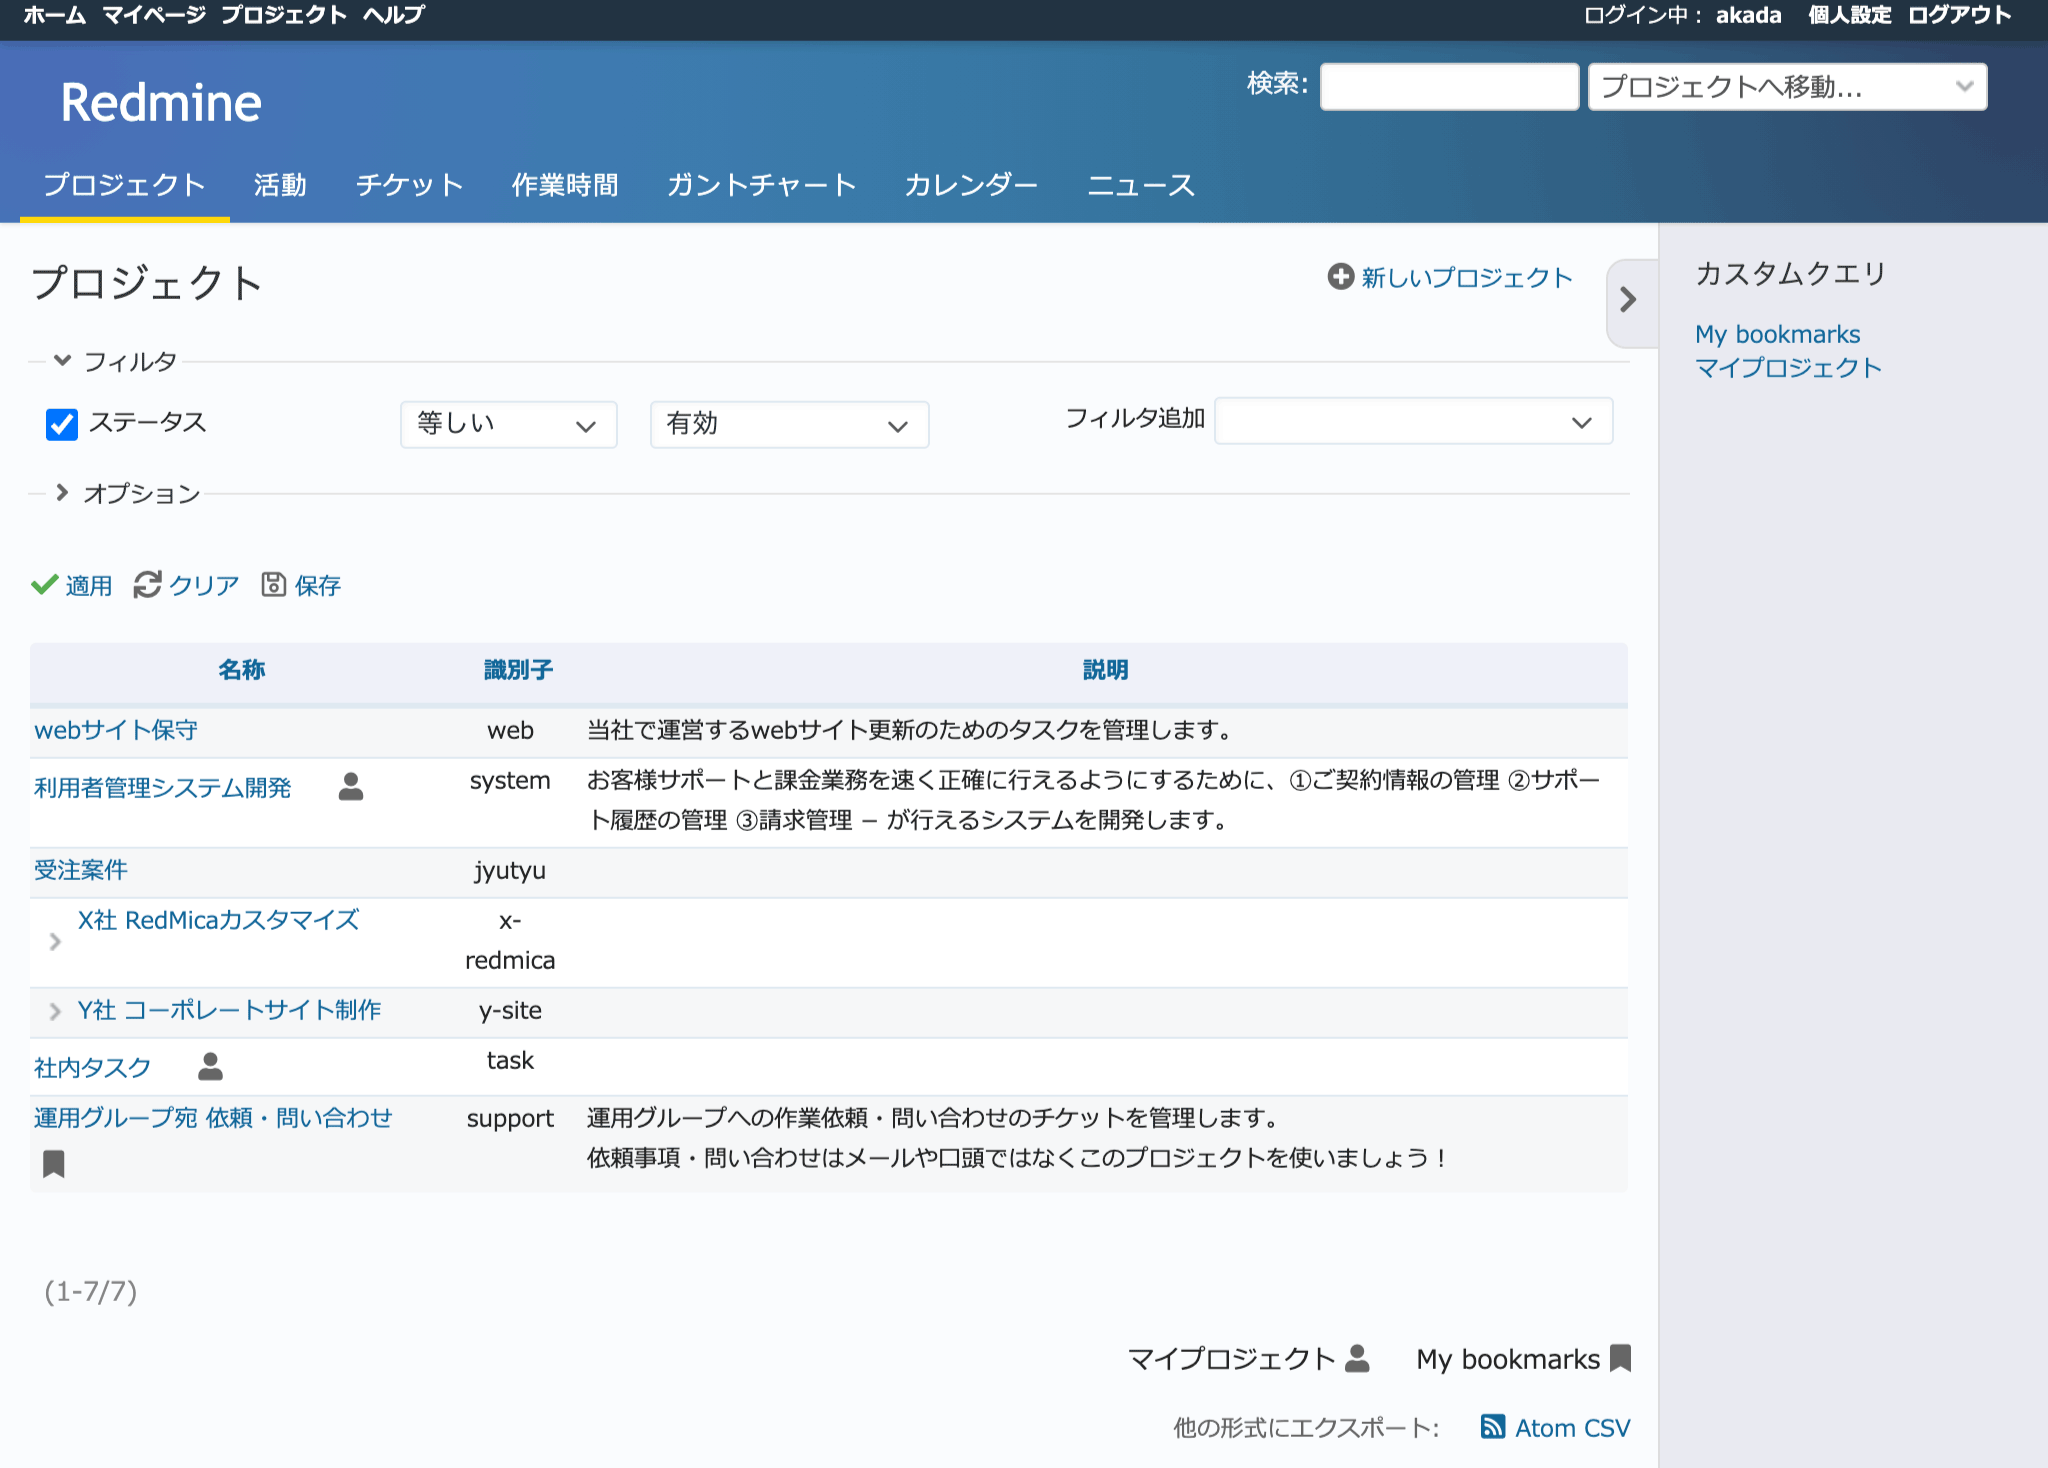 ホーム マイページ プロジェクト ヘルプ
ログイン中： akada 個人設定 ログアウト
Redmine
検索:
プロジェクトへ移動...
プロジェクト 活動 チケット 作業時間 ガントチャート カレンダー ニュース
プロジェクト
新しいプロジェクト
フィルタ
ステータス 等しい 有効 フィルタ追加
オプション
適用 クリア 保存
名称 識別子 説明
webサイト保守 web 当社で運営するwebサイト更新のためのタスクを管理します。
利用者管理システム開発 system お客様サポートと課金業務を速く正確に行えるようにするために、①ご契約情報の管理 ②サポー
ト履歴の管理 ③請求管理 − が行えるシステムを開発します。
受注案件 jyutyu
X社 RedMicaカスタマイズ x-
redmica
Y社 コーポレートサイト制作 y-site
社内タスク task
運用グループ宛 依頼・問い合わせ support 運用グループへの作業依頼・問い合わせのチケットを管理します。
依頼事項・問い合わせはメールや口頭ではなくこのプロジェクトを使いましょう！
(1-7/7)
マイプロジェクト My bookmarks
他の形式にエクスポート: Atom CSV
カスタムクエリ
My bookmarks
マイプロジェクト